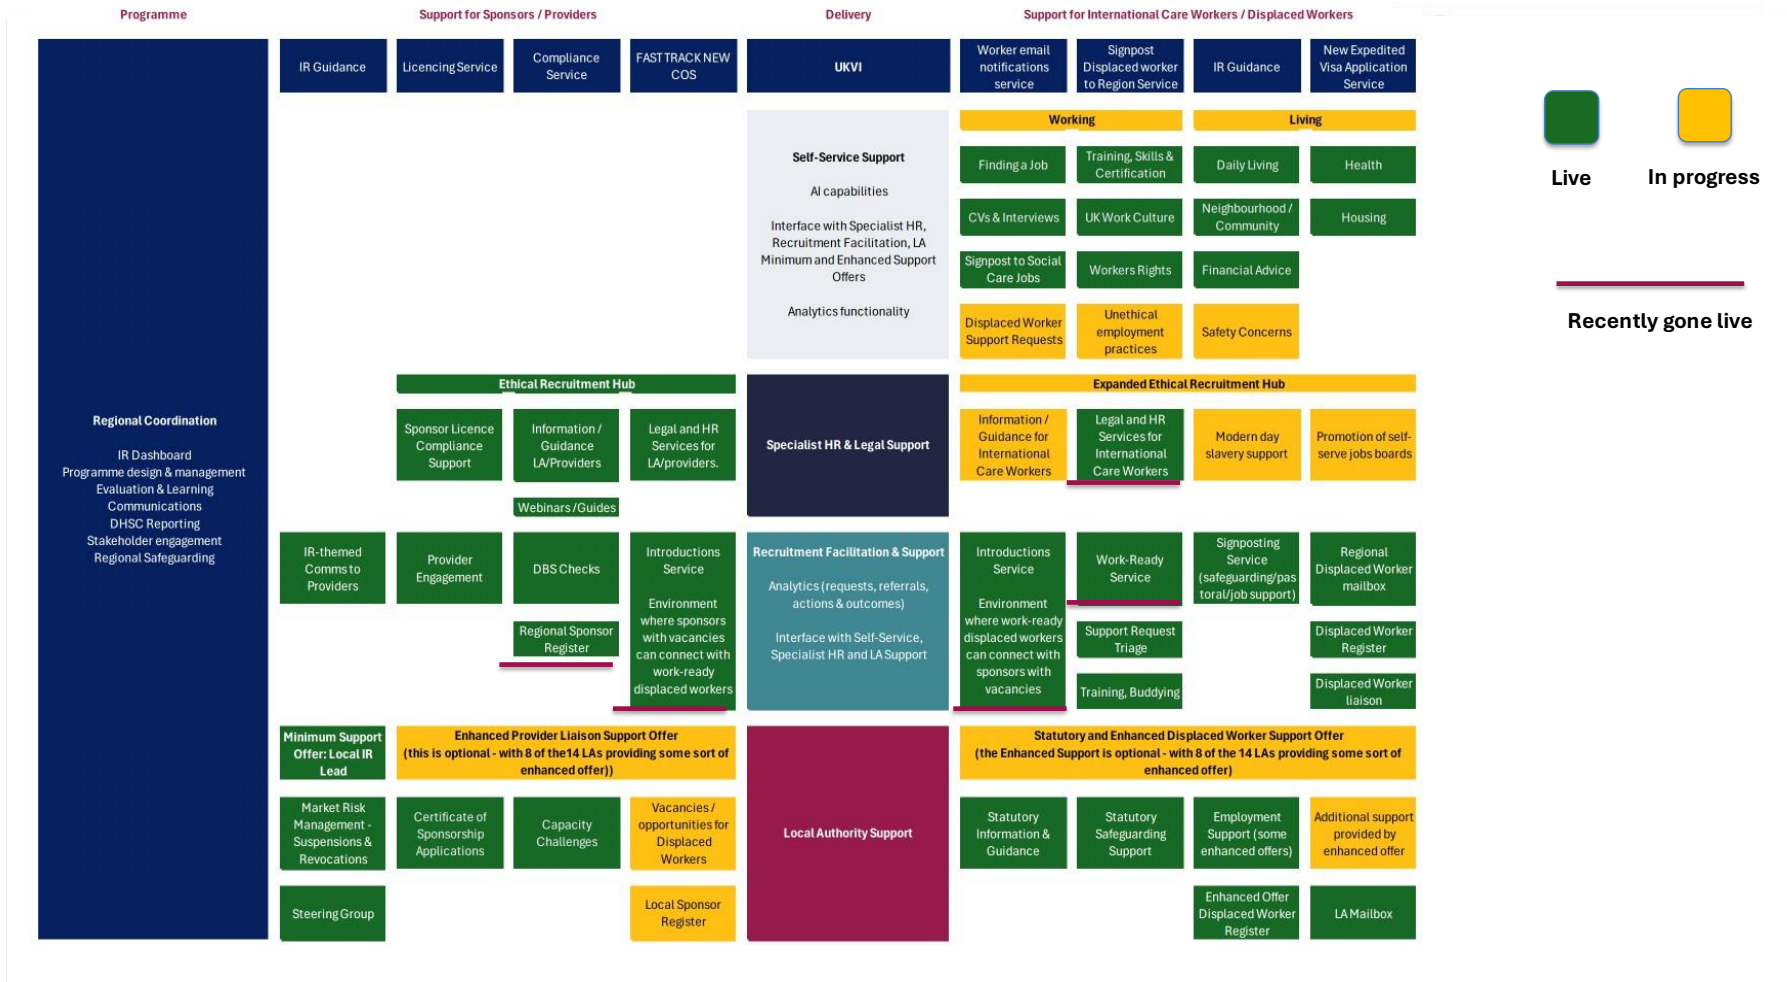 Programme
Support for Sponsors / Providers
Delivery
Support for International Care Workers / Displaced Workers
IR Guidance
Licencing Service
Compliance
Service
FAST TRACK NEW
COS
UKVI
Worker email
notifications
service
Signpost
Displaced worker
to Region Service
IR Guidance
New Expedited
Visa Application
Service
Live
In progress
Recently gone live
Regional Coordination
IR Dashboard
Programme design & management
Evaluation & Learning
Communications
DHSC Reporting
Stakeholder engagement
Regional Safeguarding
Self-Service Support
AI capabilities
Interface with Specialist HR,
Recruitment Facilitation, LA
Minimum and Enhanced Support
Offers
Analytics functionality
Working
Living
Finding a Job
Training, Skills &
Certification
Daily Living
Health
CVs & Interviews
UK Work Culture
Neighbourhood /
Community
Housing
Signpost to Social
Care Jobs
Workers Rights
Financial Advice
Displaced Worker
Support Requests
Unethical
employment
practices
Safety Concerns
Ethical Recruitment Hub
Sponsor Licence
Compliance
Support
Information /
Guidance
LA/Providers
Legal and HR
Services for
LA/providers.
Webinars /Guides
Specialist HR & Legal Support
Expanded Ethical Recruitment Hub
Information /
Guidance for
International
Care Workers
Legal and HR
Services for
International
Care Workers
Modern day
slavery support
Promotion of self-
serve jobs boards
IR-themed
Comms to
Providers
Provider
Engagement
DBS Checks
Regional Sponsor
Register
Introductions
Service
Environment
where sponsors
with vacancies
can connect with
work-ready
displaced workers
Recruitment Facilitation & Support
Analytics (requests, referrals,
actions & outcomes)
Interface with Self-Service,
Specialist HR and LA Support
Introductions
Service
Environment
where work-ready
displaced workers
can connect with
sponsors with
vacancies
Work-Ready
Service
Support Request
Triage
Training, Buddying
Signposting
Service
(safeguarding/pas
toral/job support)
Regional
Displaced Worker
mailbox
Displaced Worker
Register
Displaced Worker
liaison
Minimum Support
Offer: Local IR
Lead
Enhanced Provider Liaison Support Offer
(this is optional - with 8 of the14 LAs providing some sort of
enhanced offer))
Market Risk
Management -
Suspensions &
Revocations
Certificate of
Sponsorship
Applications
Capacity
Challenges
Vacancies /
opportunities for
Displaced
Workers
Steering Group
Local Sponsor
Register
Local Authority Support
Statutory and Enhanced Displaced Worker Support Offer
(the Enhanced Support is optional - with 8 of the 14 LAs providing some sort of
enhanced offer)
Statutory
Information &
Guidance
Statutory
Safeguarding
Support
Employment
Support (some
enhanced offers)
Additional support
provided by
enhanced offer
Enhanced Offer
Displaced Worker
Register
LA Mailbox